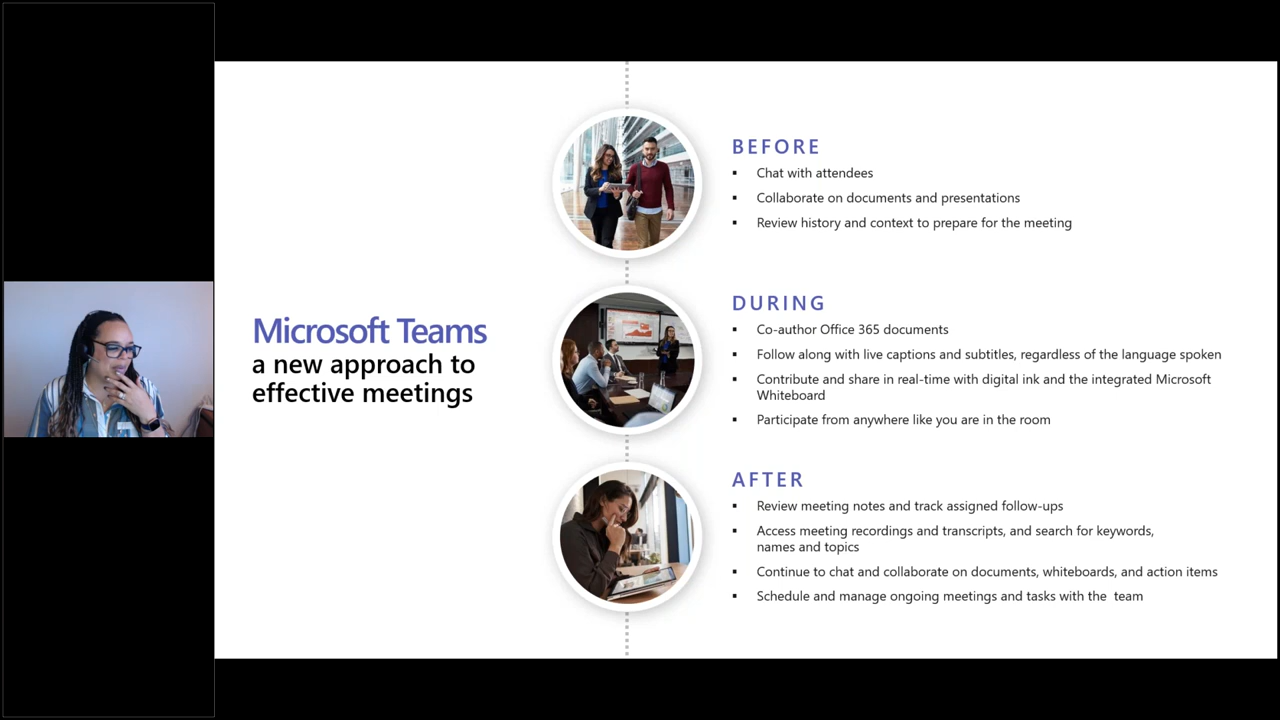 Microsoft Teams
a new approach to
effective meetings
BEFORE
▪ Chat with attendees
▪ Collaborate on documents and presentations
▪ Review history and context to prepare for the meeting
DURING
▪ Co-author Office 365 documents
▪ Follow along with live captions and subtitles, regardless of the language spoken
▪ Contribute and share in real-time with digital ink and the integrated Microsoft
Whiteboard
▪ Participate from anywhere like you are in the room
AFTER
▪ Review meeting notes and track assigned follow-ups
▪ Access meeting recordings and transcripts, and search for keywords,
names and topics
▪ Continue to chat and collaborate on documents, whiteboards, and action items
▪ Schedule and manage ongoing meetings and tasks with the  team